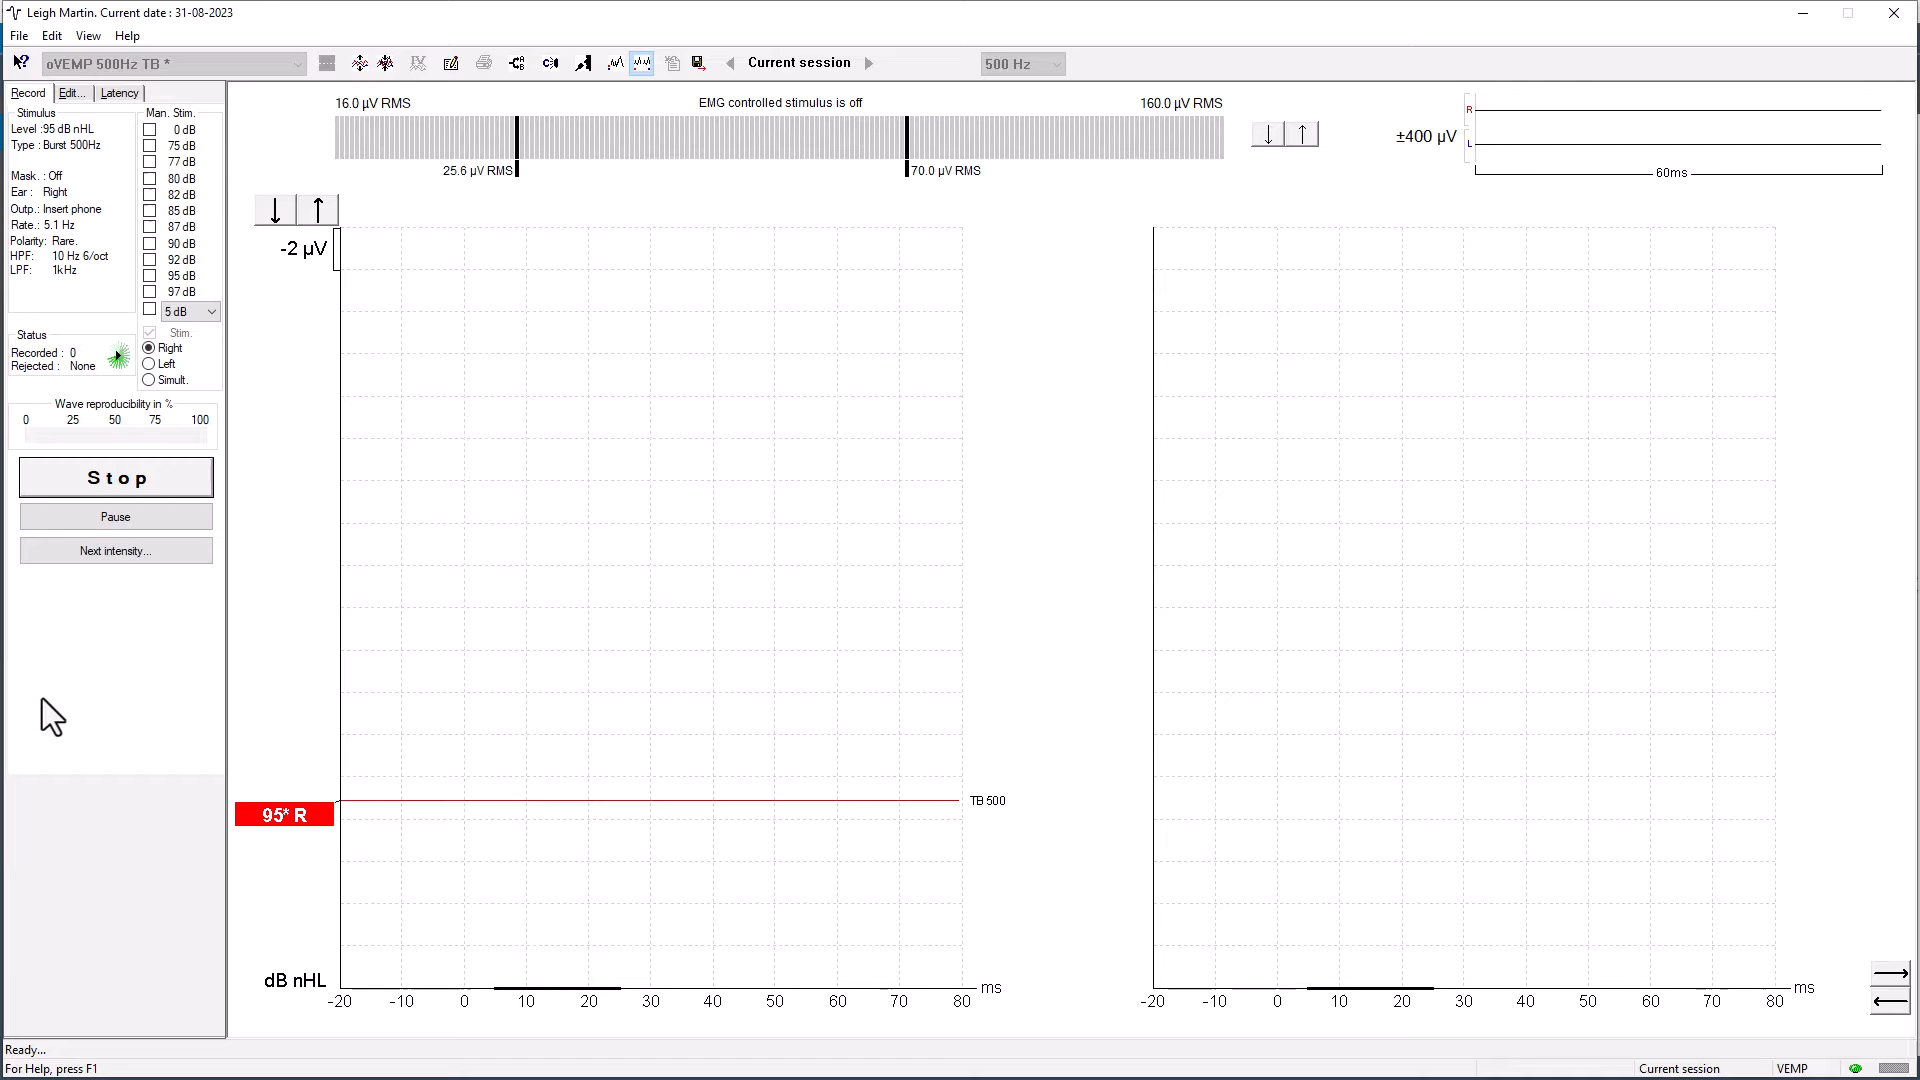 Leigh Martin. Current date : 31-08-2023
File Edit View Help
oVEMP 500Hz TB *
Current session
500 Hz
Record Edit... Latency
Stimulus
Level :95 dB nHL
Type : Burst 500Hz
Mask. : Off
Ear : Right
Outp.: Insert phone
Rate.: 5.1 Hz
Polarity: Rare.
HPF: 10 Hz 6/oct
LPF: 1kHz
Man. Stim.
0 dB
75 dB
77 dB
80 dB
82 dB
85 dB
87 dB
90 dB
92 dB
95 dB
97 dB
5 dB
Stim.
Right
Left
Simult.
Status
Recorded : 0
Rejected : None
Wave reproducibility in %
0 25 50 75 100
Stop
Pause
Next intensity...
16.0 µV RMS EMG controlled stimulus is off 160.0 µV RMS
25.6 µV RMS 70.0 µV RMS
±400 µV
R
L
60ms
-2 µV
95* R
TB 500
dB nHL
-20 -10 0 10 20 30 40 50 60 70 80 ms
-20 -10 0 10 20 30 40 50 60 70 80 ms
Ready...
For Help, press F1
Current session VEMP